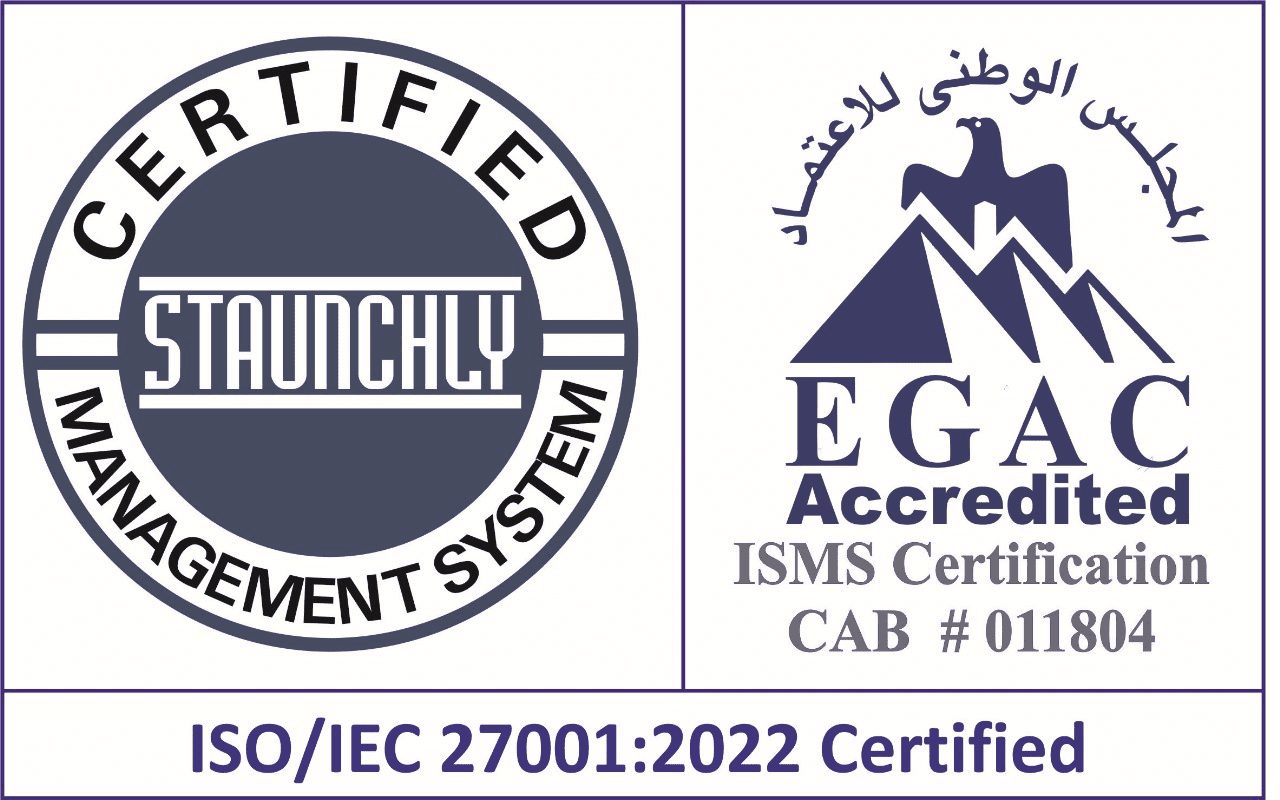 CERTIFIED
STAUNCHLY
MANAGEMENT SYSTEM
المجلس الوطنى للاعتماد
EGAC
Accredited
ISMS Certification
CAB # 011804
ISO/IEC 27001:2022 Certified